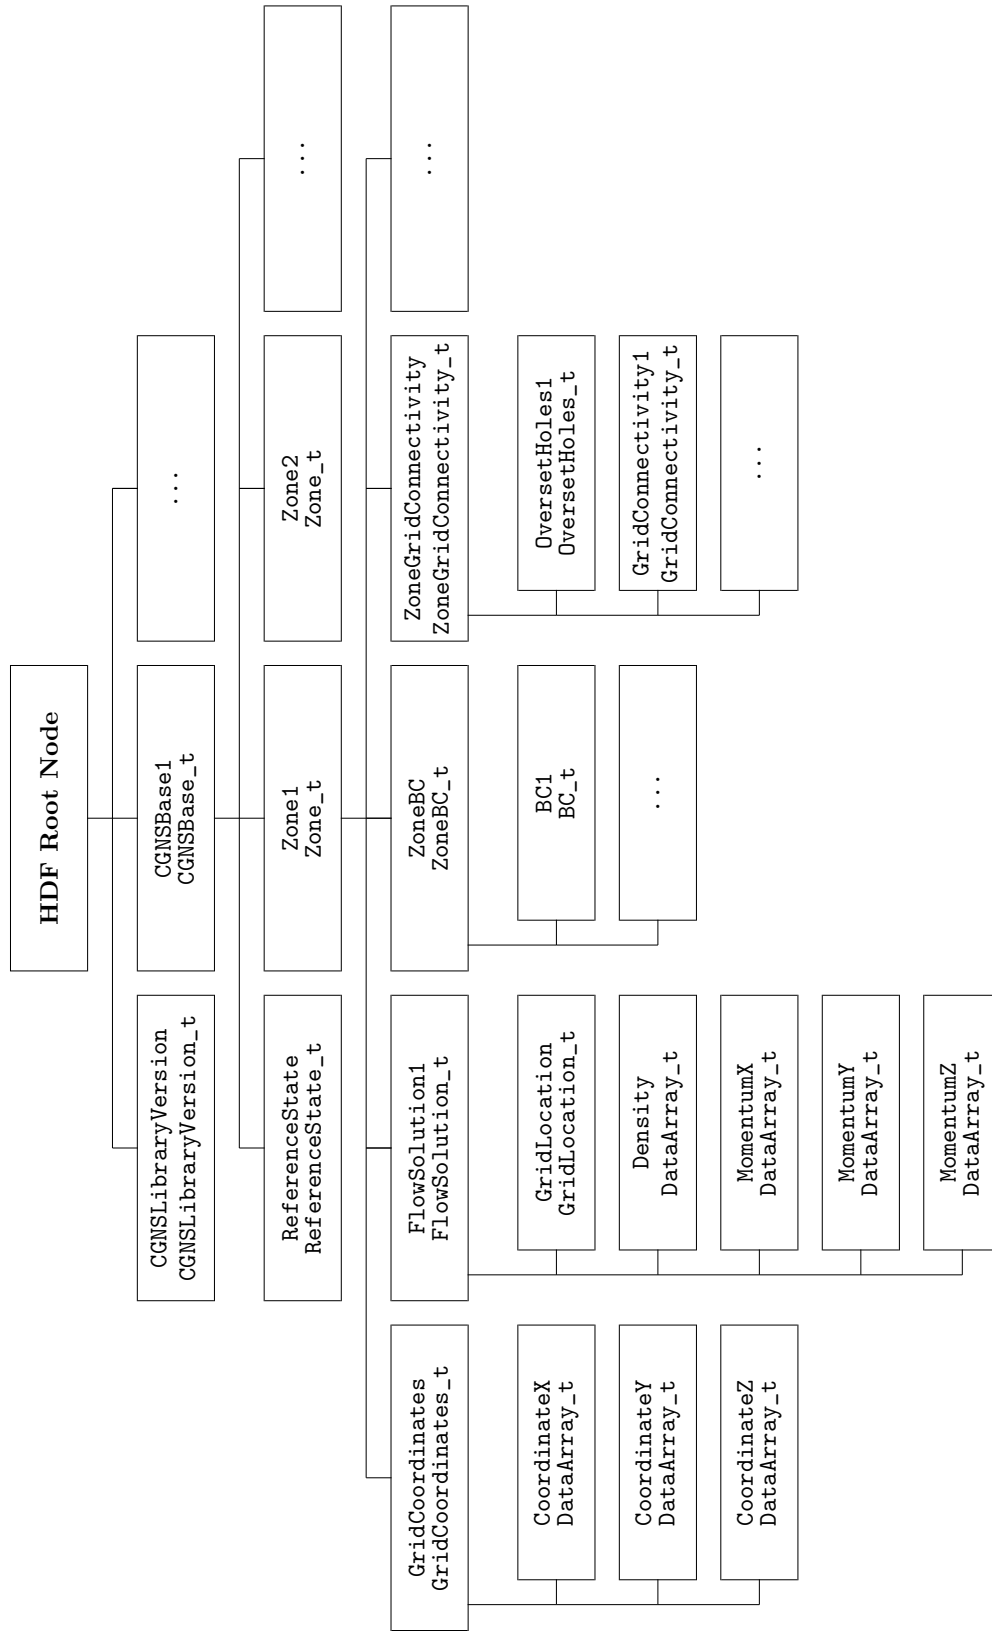 HDF Root Node
CGNSLibraryVersion
CGNSLibraryVersion_t
CGNSBase1
CGNSBase_t
...
ReferenceState
ReferenceState_t
Zone1
Zone_t
Zone2
Zone_t
...
GridCoordinates
GridCoordinates_t
FlowSolution1
FlowSolution_t
ZoneBC
ZoneBC_t
ZoneGridConnectivity
ZoneGridConnectivity_t
...
CoordinateX
DataArray_t
CoordinateY
DataArray_t
CoordinateZ
DataArray_t
GridLocation
GridLocation_t
Density
DataArray_t
MomentumX
DataArray_t
MomentumY
DataArray_t
MomentumZ
DataArray_t
BC1
BC_t
...
OversetHoles1
OversetHoles_t
GridConnectivity1
GridConnectivity_t
...